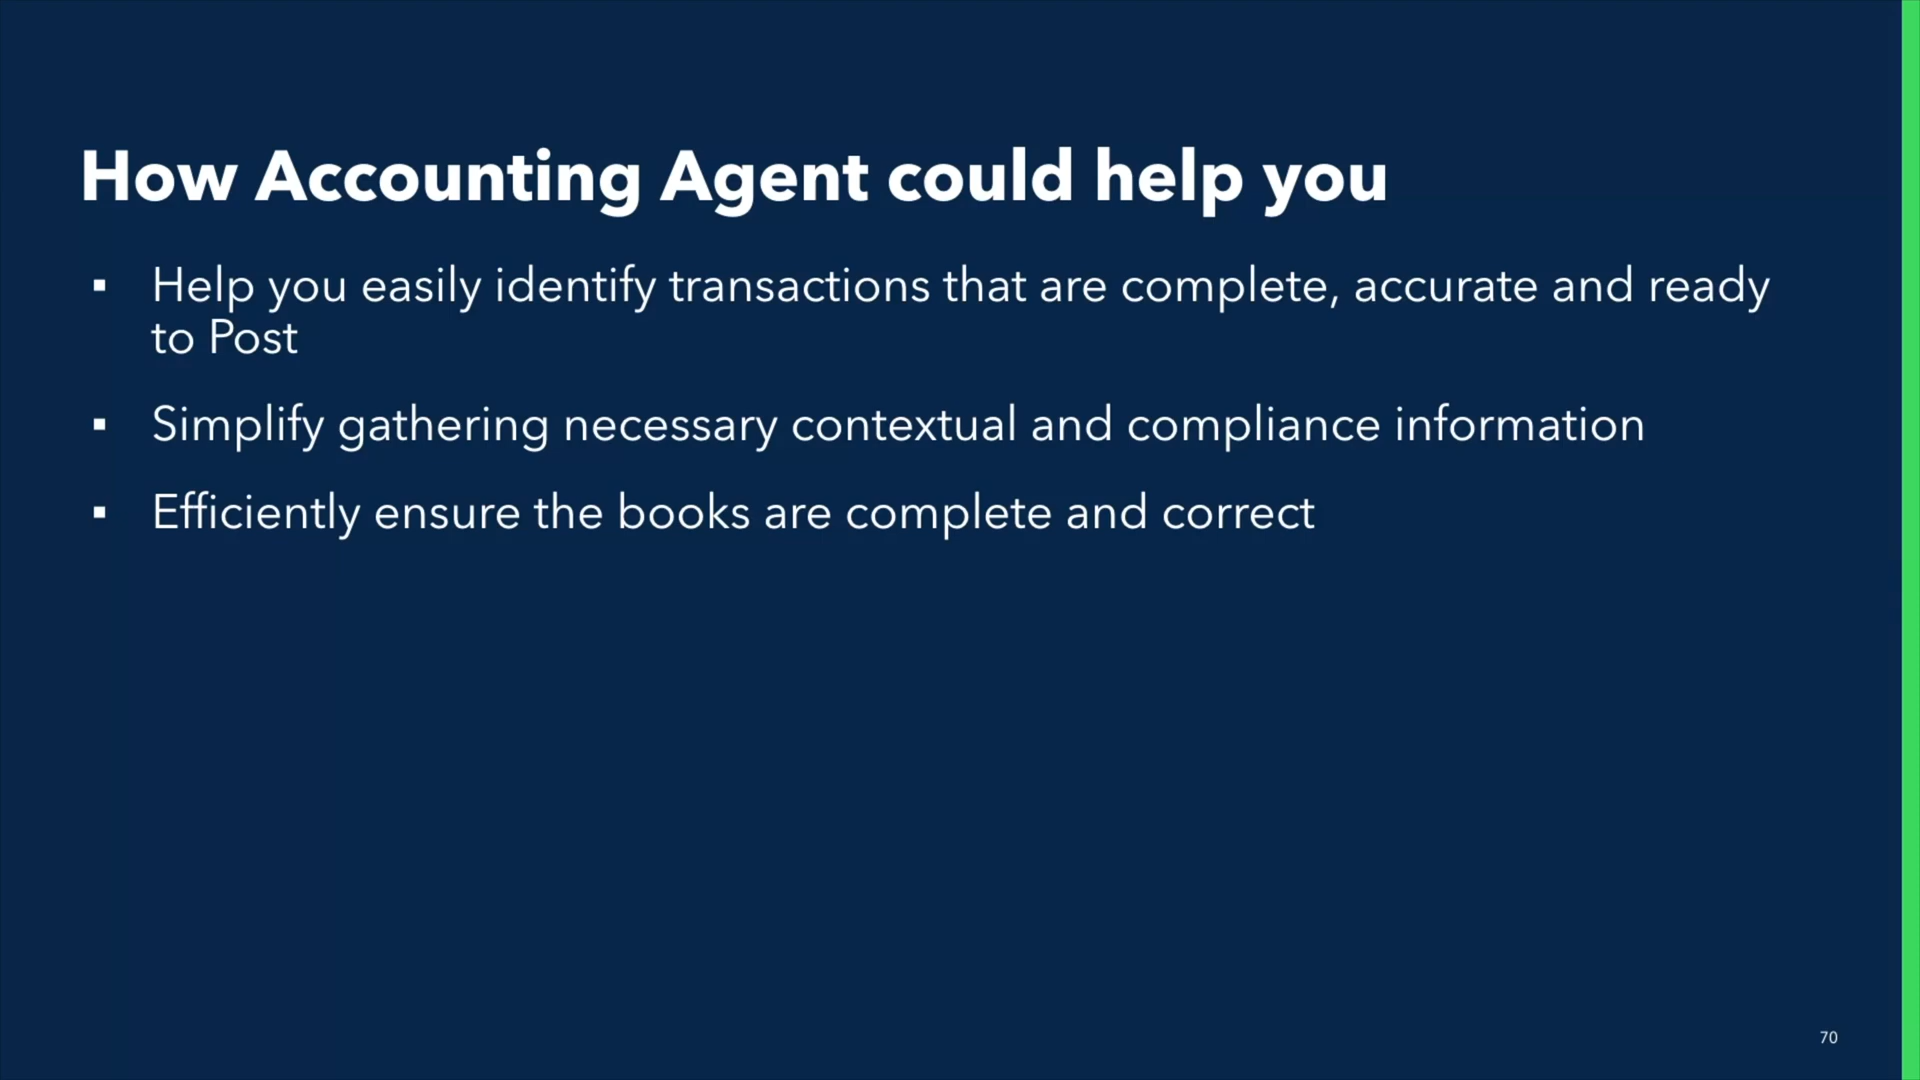 How Accounting Agent could help you
▪ Help you easily identify transactions that are complete, accurate and ready
to Post
▪ Simplify gathering necessary contextual and compliance information
▪ Efficiently ensure the books are complete and correct
70